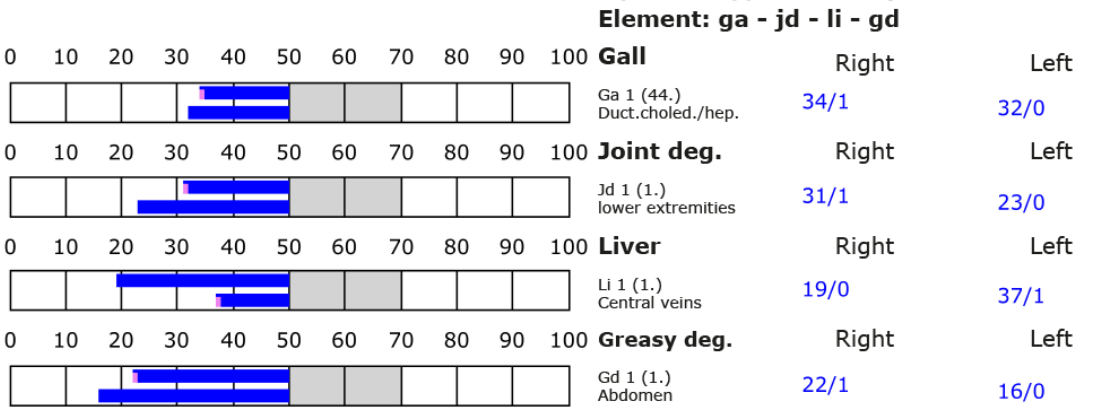 Element: ga - jd - li - gd
0 10 20 30 40 50 60 70 80 90 100 Gall Right Left
Ga 1 (44.) 34/1 32/0
Duct.choled./hep.
0 10 20 30 40 50 60 70 80 90 100 Joint deg. Right Left
Jd 1 (1.) 31/1 23/0
lower extremities
0 10 20 30 40 50 60 70 80 90 100 Liver Right Left
Li 1 (1.) 19/0 37/1
Central veins
0 10 20 30 40 50 60 70 80 90 100 Greasy deg. Right Left
Gd 1 (1.) 22/1 16/0
Abdomen